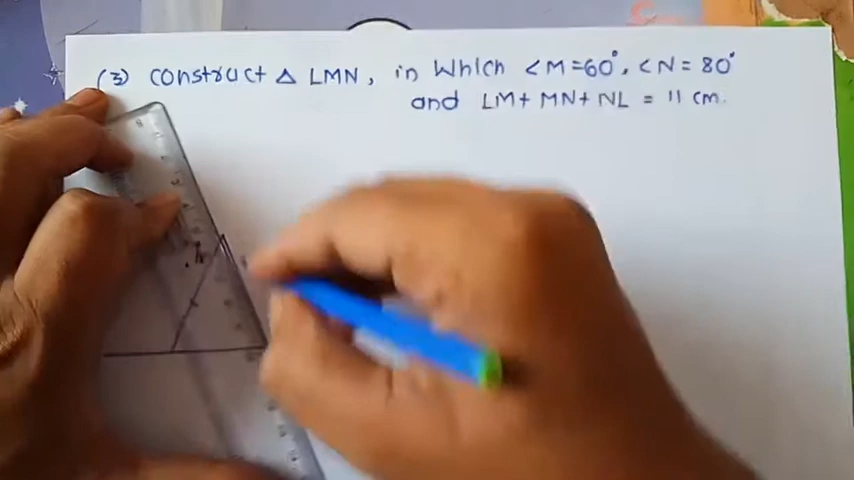 (3) Construct △ LMN, in which ∠M=60°, ∠N=80°
and LM+ MN+ NL = 11 cm.